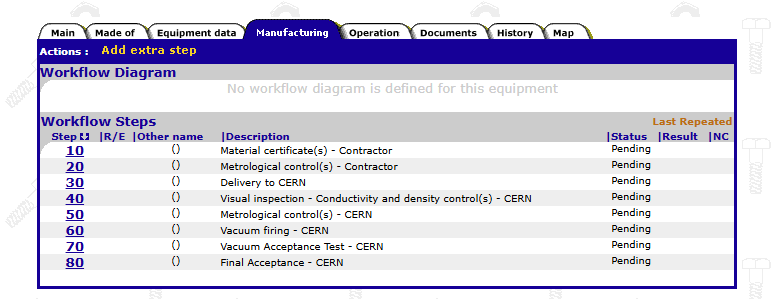 Main Made of Equipment data Manufacturing Operation Documents History Map
Actions : Add extra step
Workflow Diagram
No workflow diagram is defined for this equipment
Workflow Steps Last Repeated
Step |R/E |Other name |Description |Status |Result |NC
10 () Material certificate(s) - Contractor Pending
20 () Metrological control(s) - Contractor Pending
30 () Delivery to CERN Pending
40 () Visual inspection - Conductivity and density control(s) - CERN Pending
50 () Metrological control(s) - CERN Pending
60 () Vacuum firing - CERN Pending
70 () Vacuum Acceptance Test - CERN Pending
80 () Final Acceptance - CERN Pending